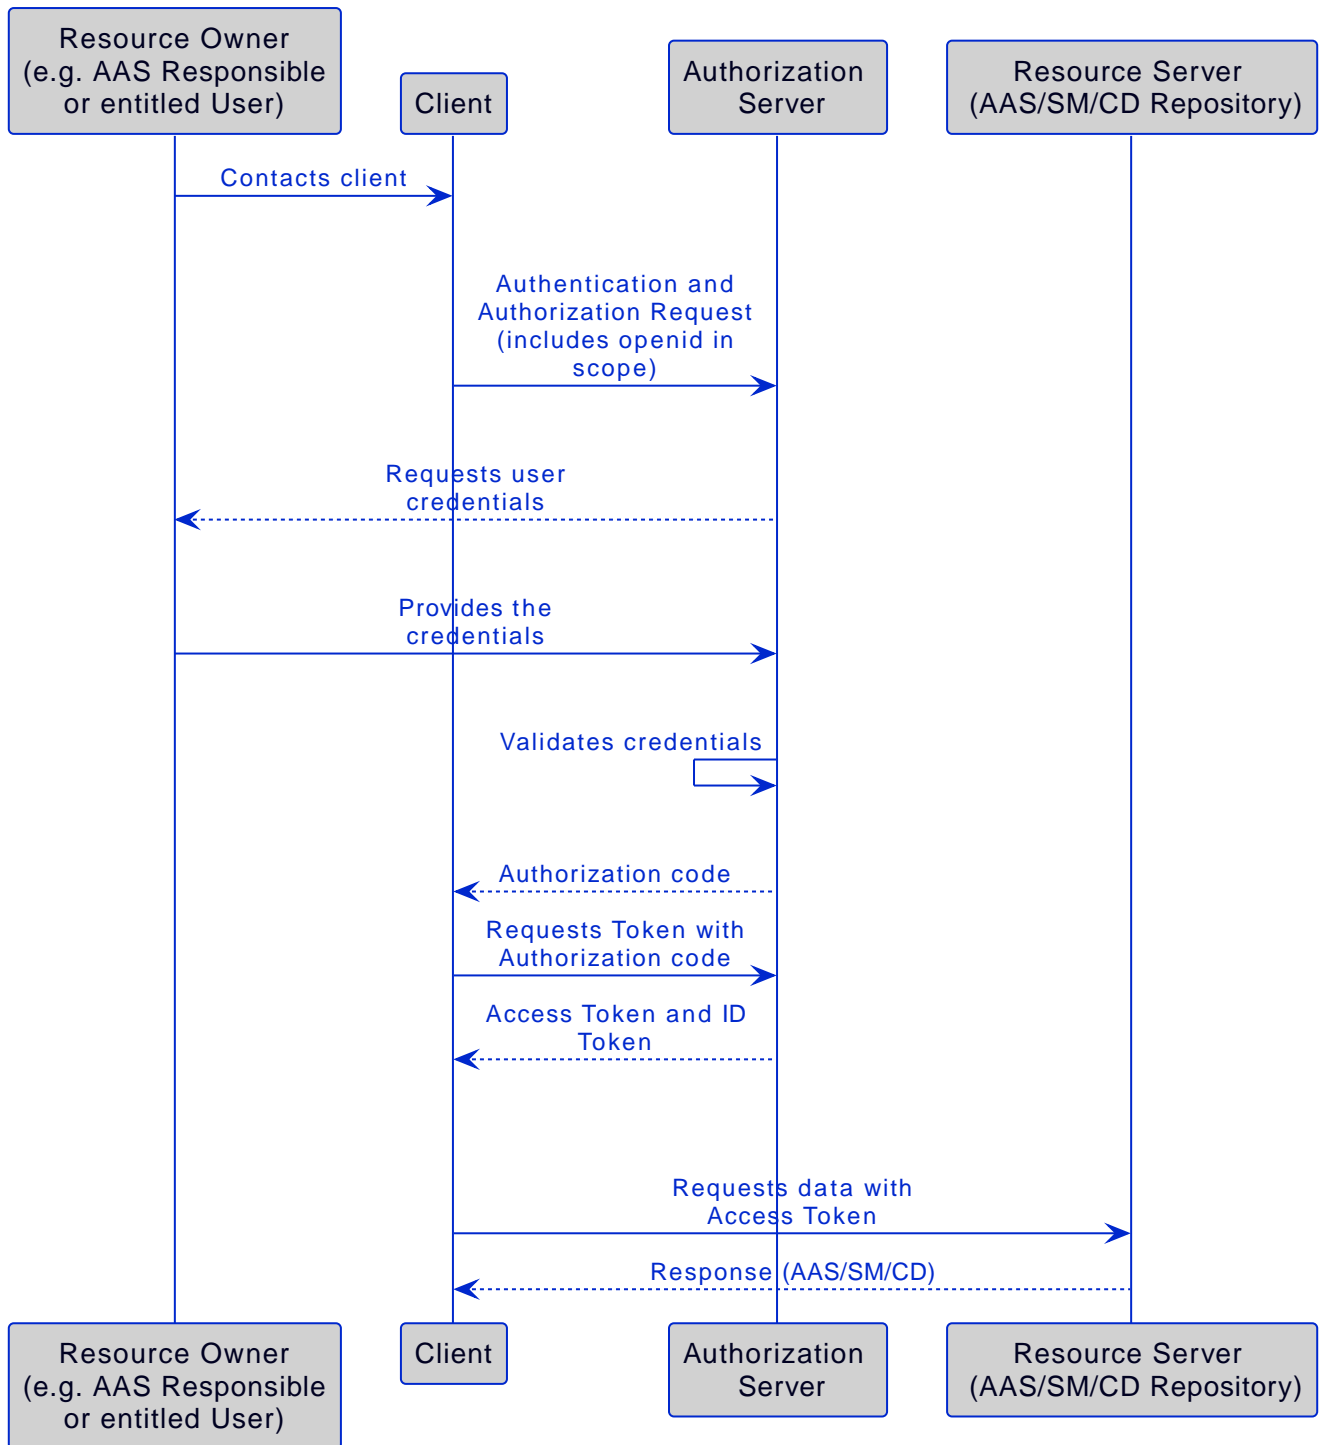 Resource Owner
(e.g. AAS Responsible
or entitled User)
Client
Authorization
Server
Resource Server
(AAS/SM/CD Repository)
Contacts client
Authentication and
Authorization Request
(includes openid in
scope)
Requests user
credentials
Provides the
credentials
Validates credentials
Authorization code
Requests Token with
Authorization code
Access Token and ID
Token
Requests data with
Access Token
Response (AAS/SM/CD)
Resource Owner
(e.g. AAS Responsible
or entitled User)
Client
Authorization
Server
Resource Server
(AAS/SM/CD Repository)